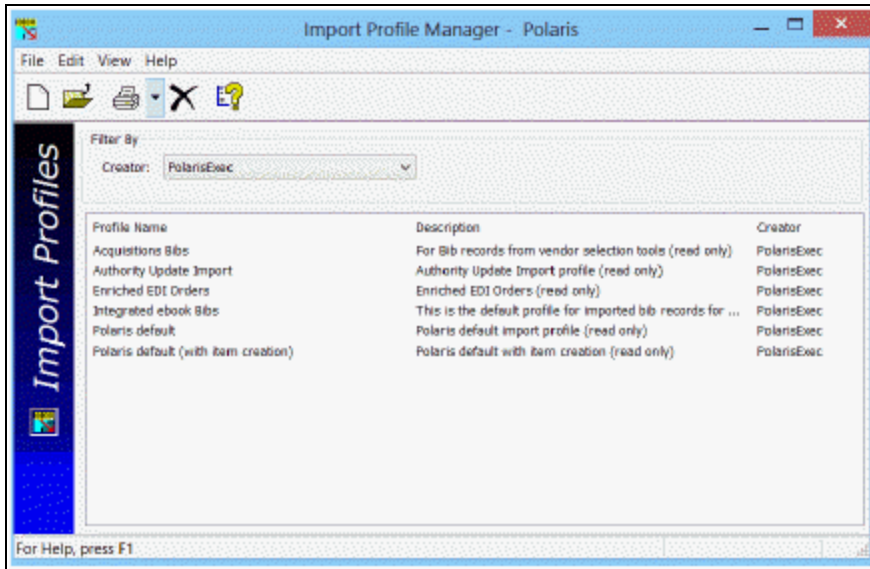 Import Profile Manager - Polaris
File Edit View Help
Import Profiles
Filter By
Creator: PolarisExec
Profile Name Description Creator
Acquisitions Bibs For Bib records from vendor selection tools (read only) PolarisExec
Authority Update Import Authority Update Import profile (read only) PolarisExec
Enriched EDI Orders Enriched EDI Orders (read only) PolarisExec
Integrated ebook Bibs This is the default profile for imported bib records for ... PolarisExec
Polaris default Polaris default import profile (read only) PolarisExec
Polaris default (with item creation) Polaris default with item creation (read only) PolarisExec
For Help, press F1